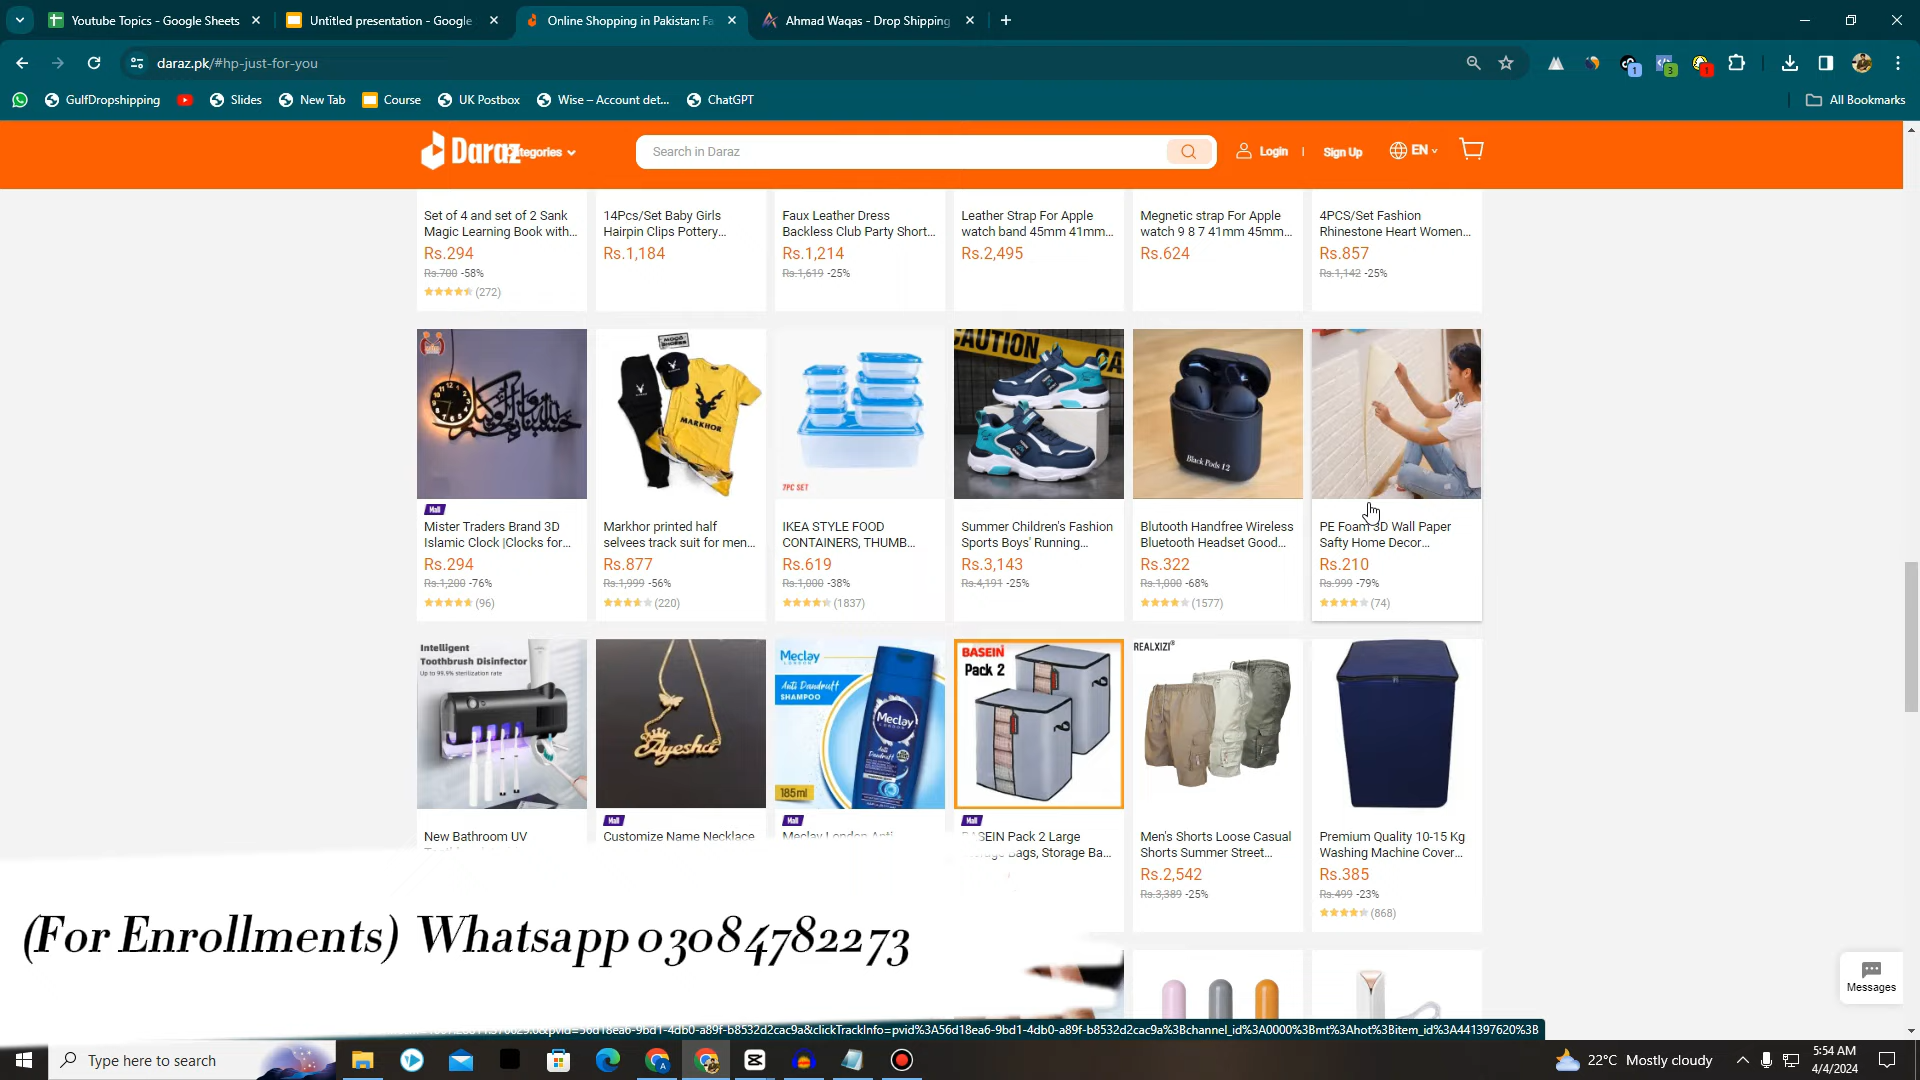 Youtube Topics - Google Sheets
Untitled presentation - Google
Online Shopping in Pakistan: Fa
Ahmad Waqas - Drop Shipping
daraz.pk/#hp-just-for-you
GulfDropshipping
Slides
New Tab
Course
UK Postbox
Wise – Account det...
ChatGPT
All Bookmarks
Daraz
Categories
Search in Daraz
Login
Sign Up
EN
Set of 4 and set of 2 Sank
Magic Learning Book with...
Rs.294
Rs.700 -58%
(272)
14Pcs/Set Baby Girls
Hairpin Clips Pottery...
Rs.1,184
Faux Leather Dress
Backless Club Party Short...
Rs.1,214
Rs.1,619 -25%
Leather Strap For Apple
watch band 45mm 41mm...
Rs.2,495
Megnetic strap For Apple
watch 9 8 7 41mm 45mm...
Rs.624
4PCS/Set Fashion
Rhinestone Heart Women...
Rs.857
Rs.1,142 -25%
MARKHOR
7PC SET
CAUTION
Black Pods 12
Mall
Mister Traders Brand 3D
Islamic Clock |Clocks for...
Rs.294
Rs.1,200 -76%
(96)
Markhor printed half
selvees track suit for men...
Rs.877
Rs.1,999 -56%
(220)
IKEA STYLE FOOD
CONTAINERS, THUMB...
Rs.619
Rs.1,000 -38%
(1837)
Summer Children's Fashion
Sports Boys' Running...
Rs.3,143
Rs.4,191 -25%
Blutooth Handfree Wireless
Bluetooth Headset Good...
Rs.322
Rs.1,000 -68%
(1577)
PE Foam 3D Wall Paper
Safty Home Decor...
Rs.210
Rs.999 -79%
(74)
Intelligent
Toothbrush Disinfector
Up to 99.9% sterilization rate
Ayesha
Meclay
LONDON
Anti Dandruff
SHAMPOO
Meclay
185ml
BASEIN
Pack 2
REALXIZI
New Bathroom UV
Mall
Customize Name Necklace
Mall
Meclay London Anti
Mall
BASEIN Pack 2 Large
Storage Bags, Storage Ba...
Men's Shorts Loose Casual
Shorts Summer Street...
Rs.2,542
Rs.3,389 -25%
Premium Quality 10-15 Kg
Washing Machine Cover...
Rs.385
Rs.499 -23%
(868)
(For Enrollments) Whatsapp 03084782273
Messages
Type here to search
22°C Mostly cloudy
5:54 AM
4/4/2024